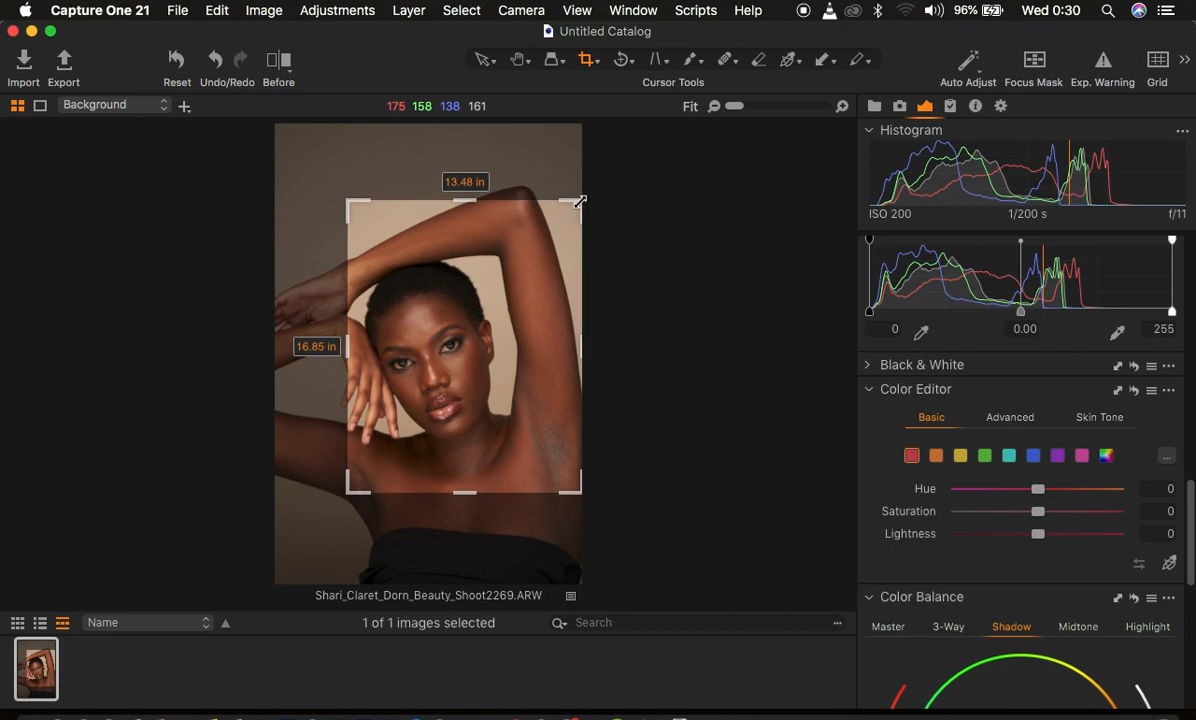 Capture One 21 File Edit Image Adjustments Layer Select Camera View Window Scripts Help 96% Wed 0:30
Untitled Catalog
Import Export Reset Undo/Redo Before Cursor Tools Auto Adjust Focus Mask Exp. Warning Grid
Background 175 158 138 161 Fit
Histogram
ISO 200 1/200 s f/11
0 0.00 255
Black & White
Color Editor
Basic Advanced Skin Tone
...
Hue 0
Saturation 0
Lightness 0
Color Balance
Master 3-Way Shadow Midtone Highlight
13.48 in
16.85 in
Shari_Claret_Dorn_Beauty_Shoot2269.ARW
Name 1 of 1 images selected Search